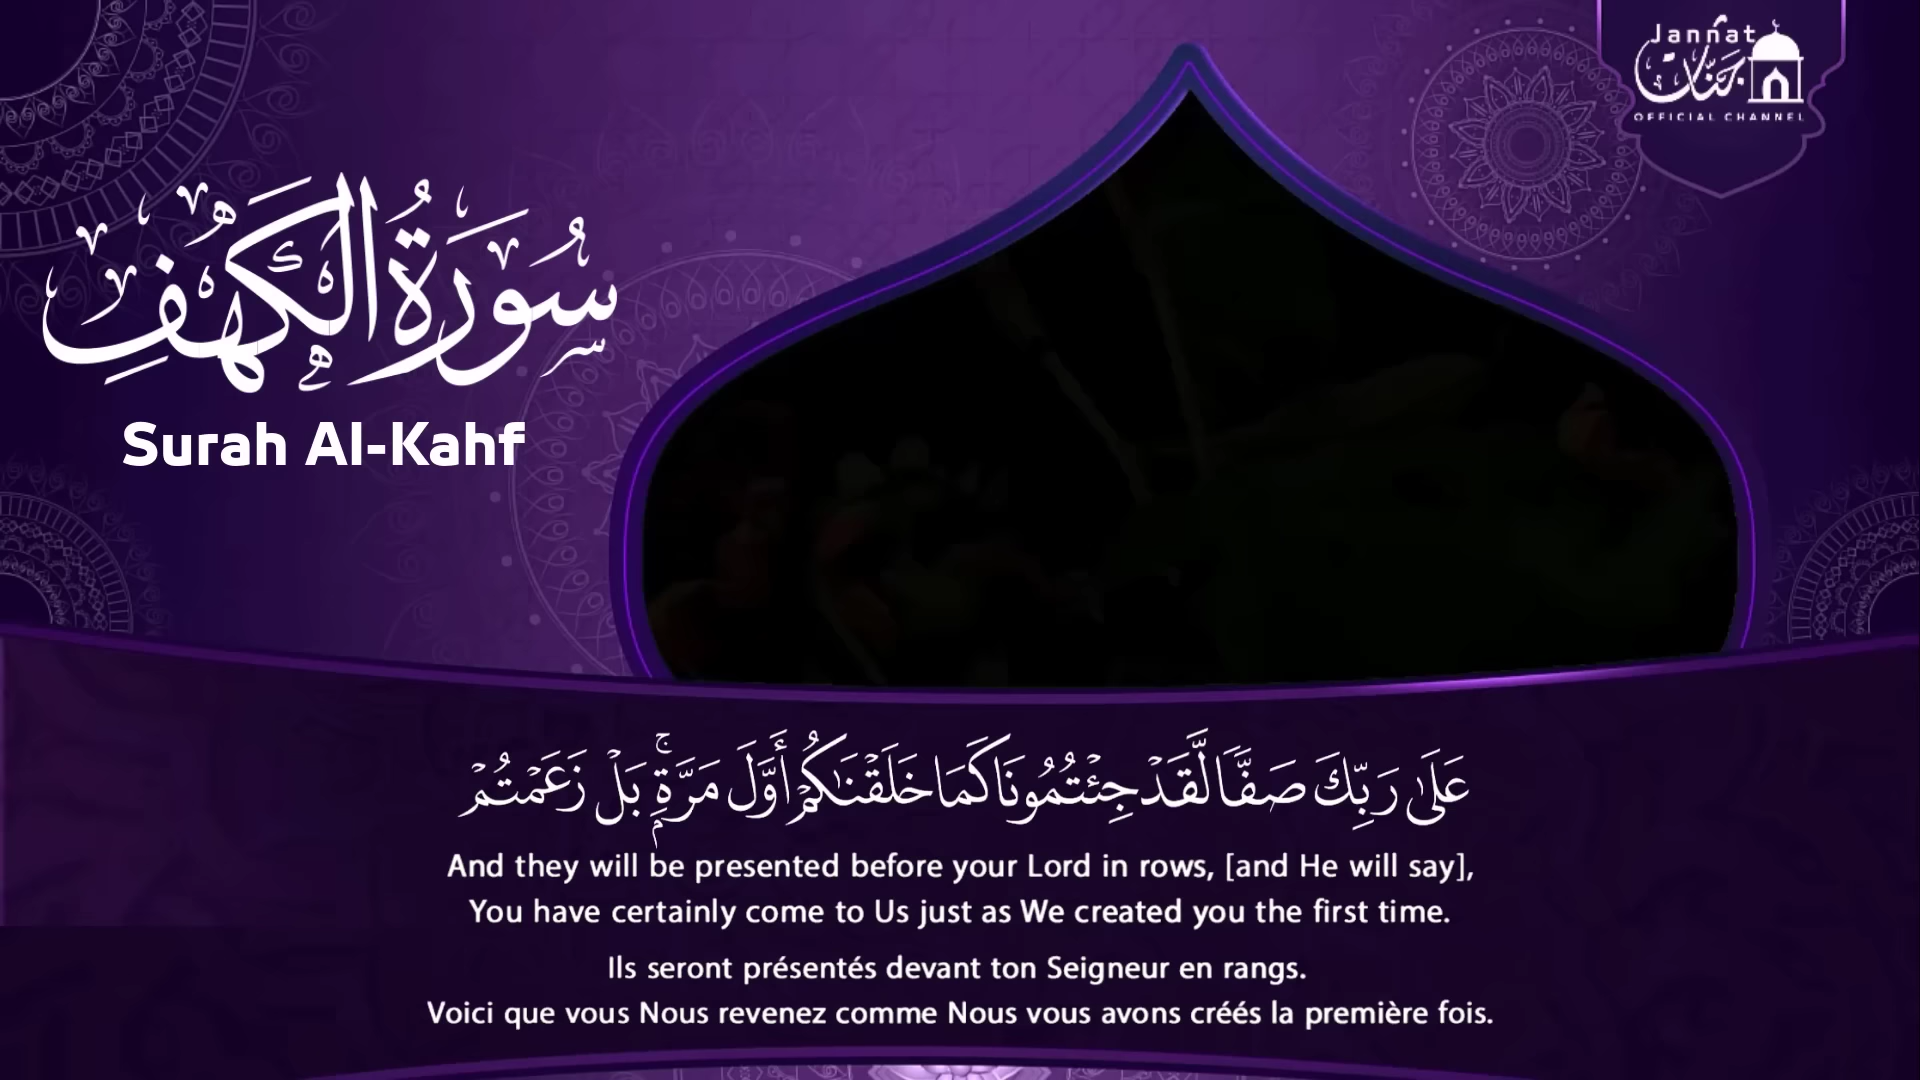 Jannat
جنّات
OFFICIAL CHANNEL
سُورَةُ الكَهْفِ
Surah Al-Kahf
عَلَىٰ رَبِّكَ صَفًّا لَّقَدْ جِئْتُمُونَا كَمَا خَلَقْنَٰكُمْ أَوَّلَ مَرَّةٍۭ ۚ بَلْ زَعَمْتُمْ
And they will be presented before your Lord in rows, [and He will say],
You have certainly come to Us just as We created you the first time.
Ils seront présentés devant ton Seigneur en rangs.
Voici que vous Nous revenez comme Nous vous avons créés la première fois.